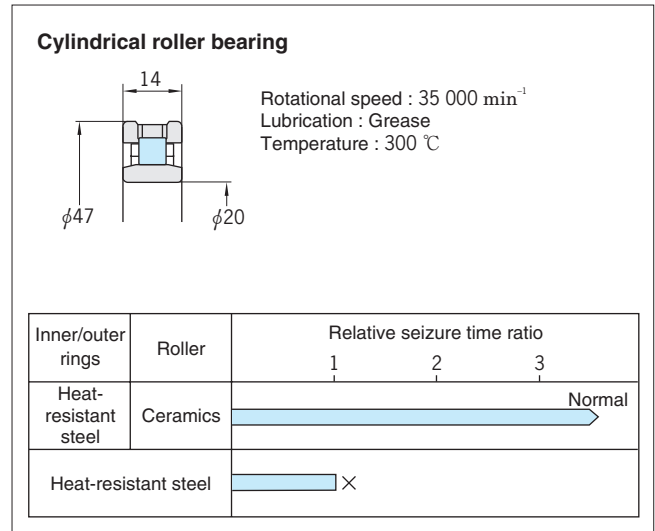 Cylindrical roller bearing
14
Rotational speed : 35 000 min⁻¹
Lubrication : Grease
Temperature : 300 ℃
ϕ47
ϕ20
Inner/outer
rings
Roller
Relative seizure time ratio
1 2 3
Heat-
resistant
steel
Ceramics
Normal
Heat-resistant steel
×